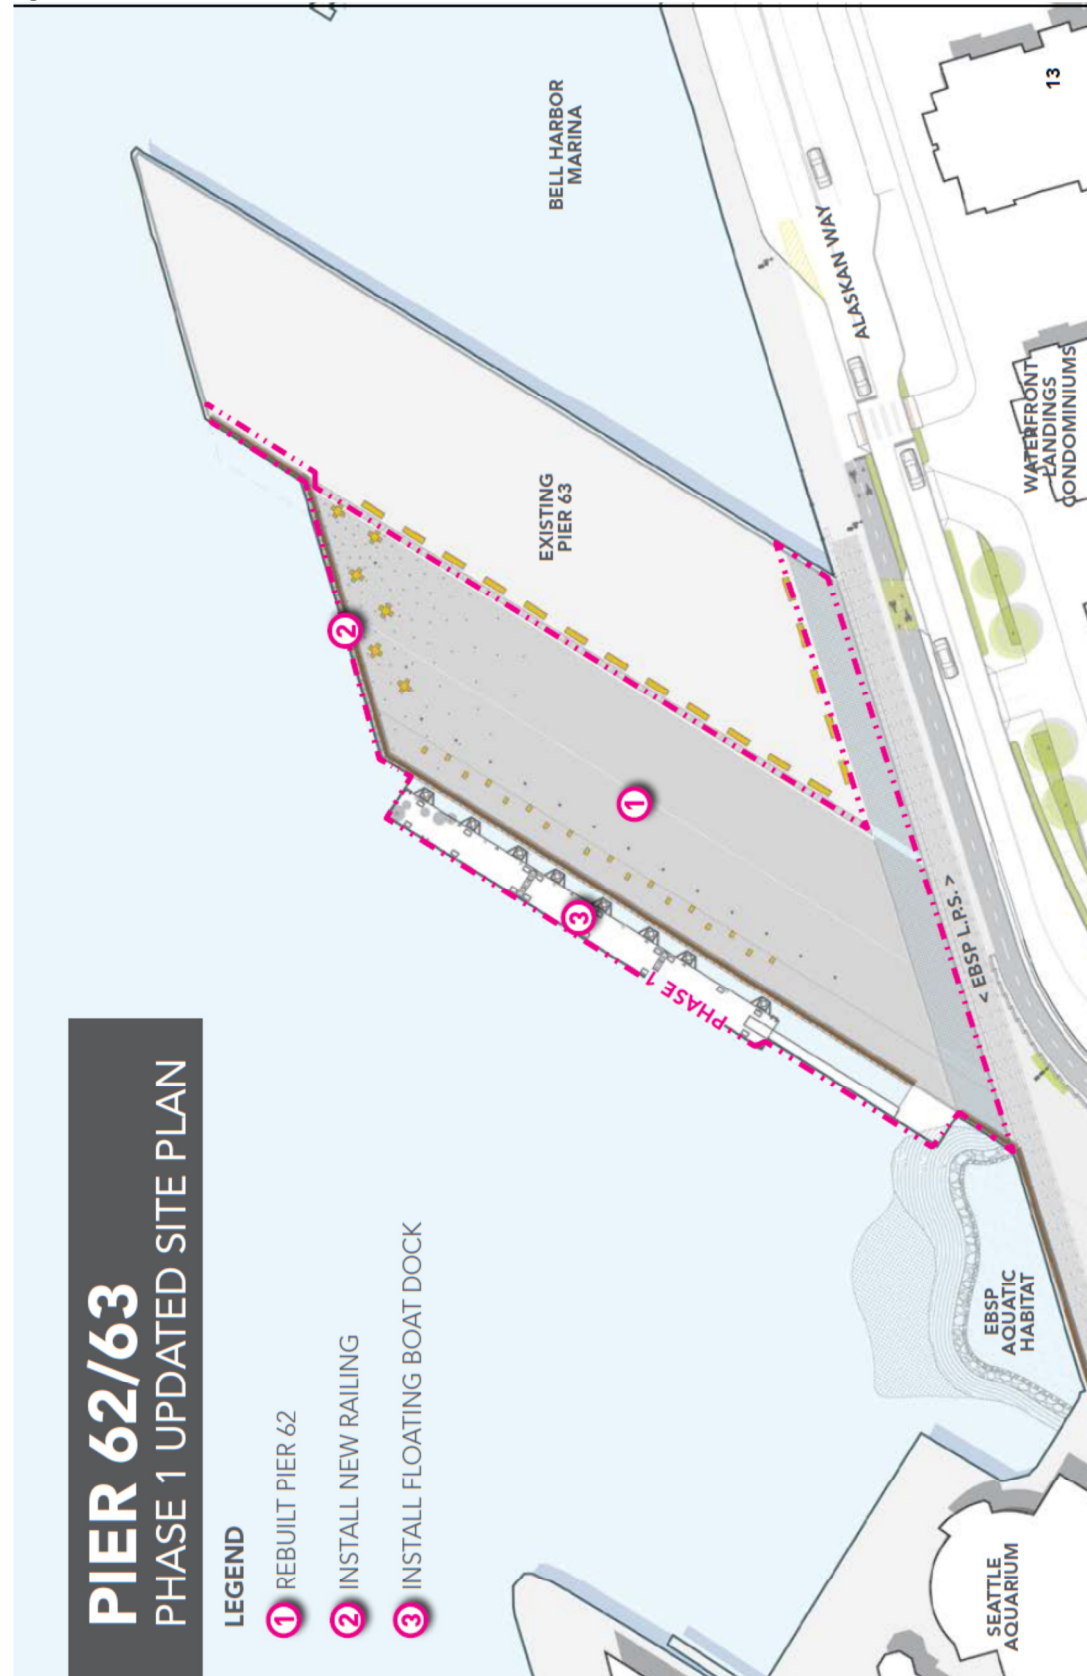 PIER 62/63
PHASE 1 UPDATED SITE PLAN
LEGEND
1 REBUILT PIER 62
2 INSTALL NEW RAILING
3 INSTALL FLOATING BOAT DOCK
2
3
1
PHASE 1
EXISTING
PIER 63
BELL HARBOR
MARINA
< EBSP L.P.S. >
ALASKAN WAY
SEATTLE
AQUARIUM
EBSP
AQUATIC
HABITAT
WATERFRONT
LANDINGS
CONDOMINIUMS
13